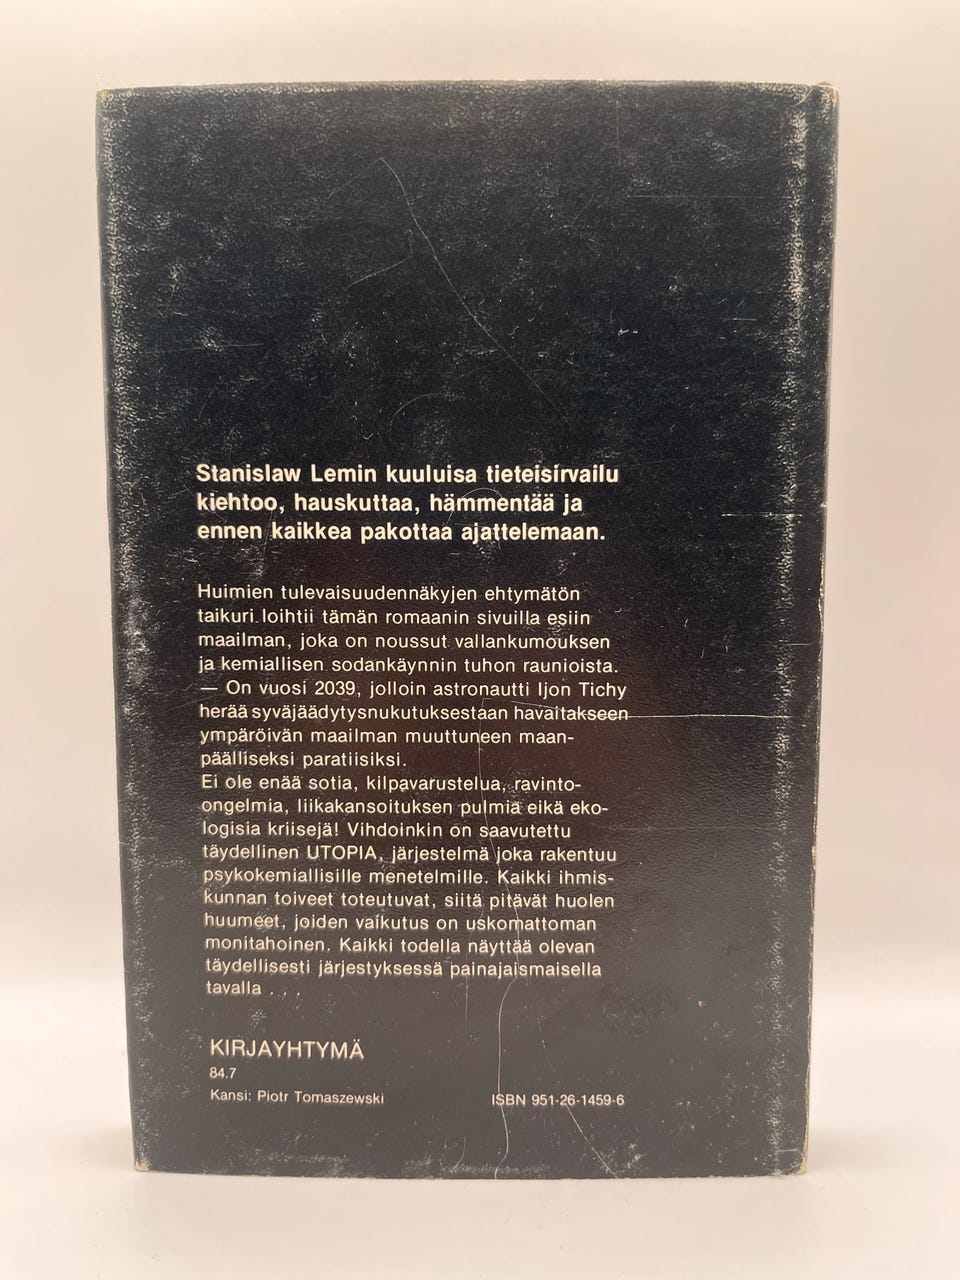 Stanislaw Lemin kuuluisa tieteisirvailu
kiehtoo, hauskuttaa, hämmentää ja
ennen kaikkea pakottaa ajattelemaan.
Huimien tulevaisuudennäkyjen ehtymätön
taikuri loihtii tämän romaanin sivuilla esiin
maailman, joka on noussut vallankumouksen
ja kemiallisen sodankäynnin tuhon raunioista.
— On vuosi 2039, jolloin astronautti Ijon Tichy
herää syväjäädytysnukutuksestaan havaitakseen
ympäröivän maailman muuttuneen maan-
päälliseksi paratiisiksi.
Ei ole enää sotia, kilpavarustelua, ravinto-
ongelmia, liikakansoituksen pulmia eikä eko-
logisia kriisejä! Vihdoinkin on saavutettu
täydellinen UTOPIA, järjestelmä joka rakentuu
psykokemiallisille menetelmille. Kaikki ihmis-
kunnan toiveet toteutuvat, siitä pitävät huolen
huumeet, joiden vaikutus on uskomattoman
monitahoinen. Kaikki todella näyttää olevan
täydellisesti järjestyksessä painajaismaisella
tavalla . . .
KIRJAYHTYMÄ
84.7
Kansi: Piotr Tomaszewski
ISBN 951-26-1459-6